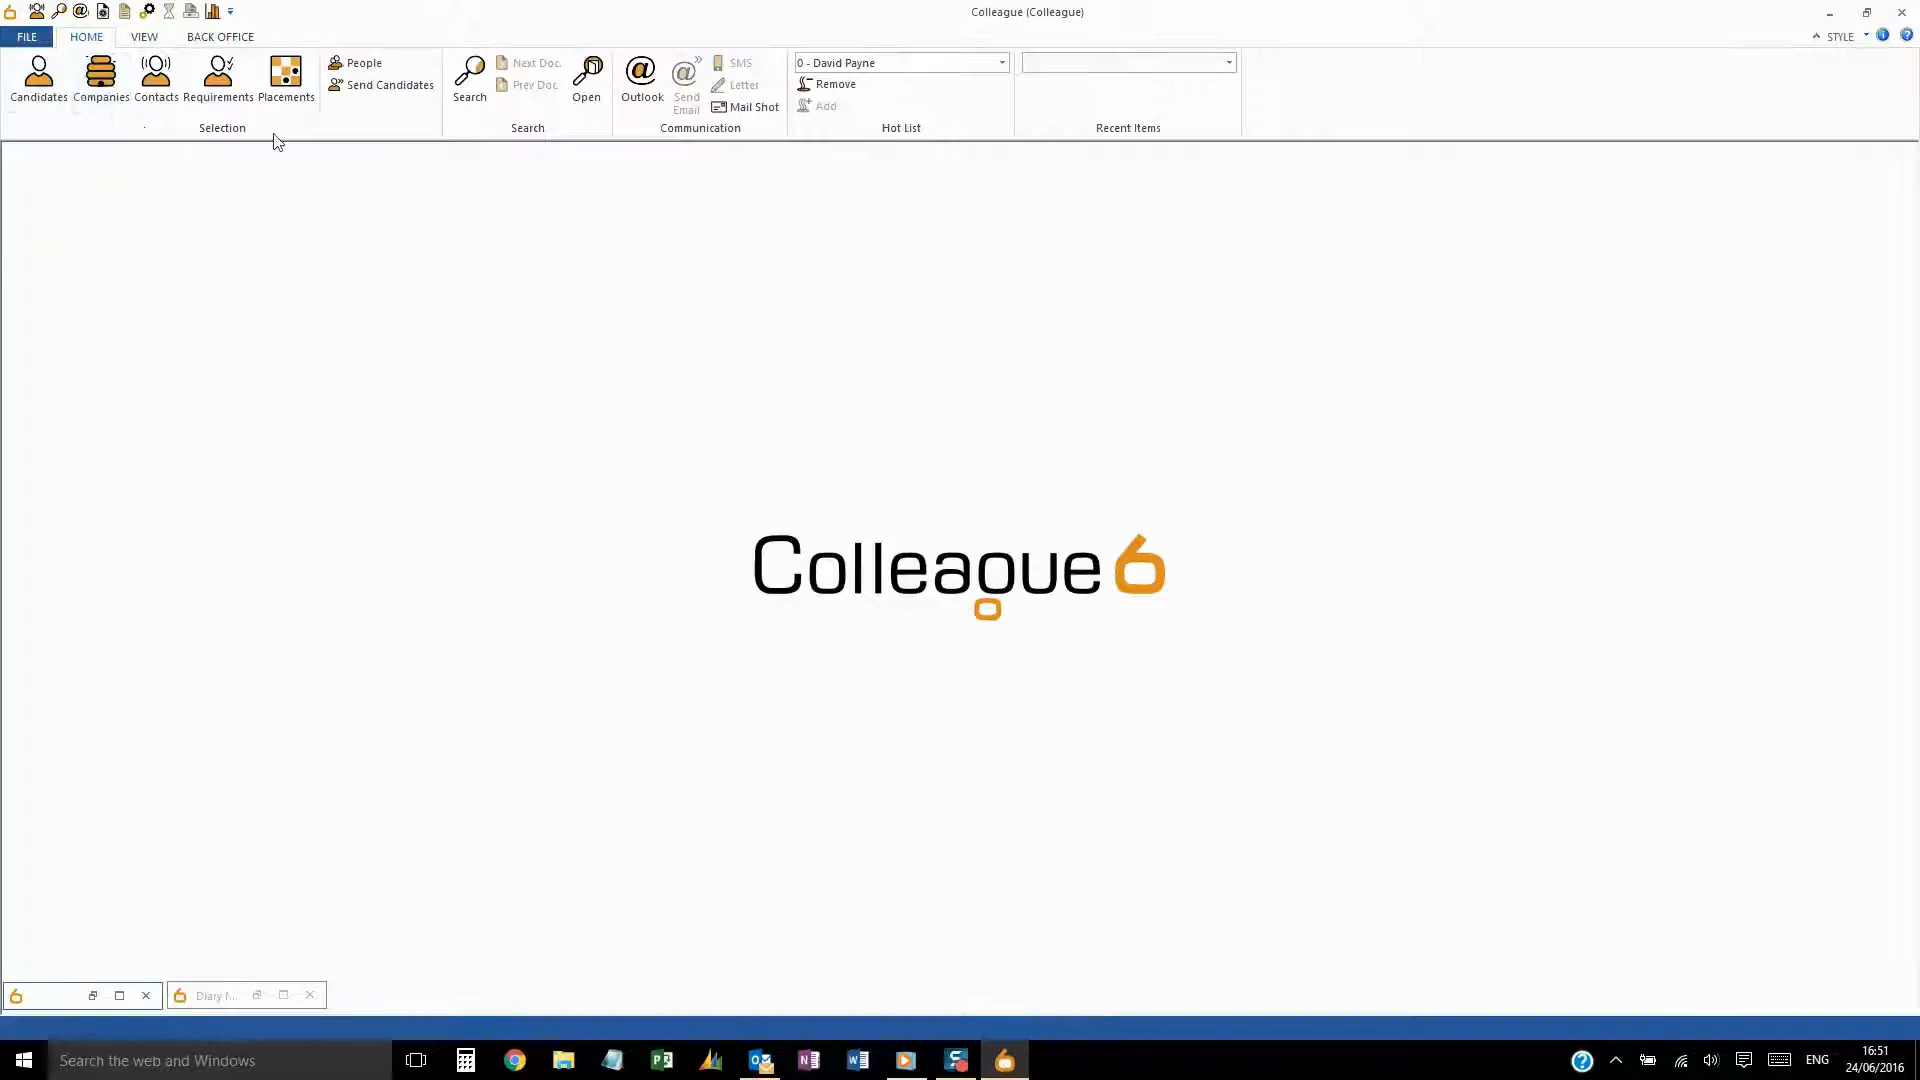 Colleague (Colleague)
FILE HOME VIEW BACK OFFICE STYLE
Candidates Companies Contacts Requirements Placements
People
Send Candidates
Selection
Search
Next Doc.
Prev Doc.
Open
Search
Outlook
Send
Email
SMS
Letter
Mail Shot
Communication
0 - David Payne
Remove
Add
Hot List
Recent Items
Colleague 6
Diary
Search the web and Windows
ENG
16:51
24/06/2016